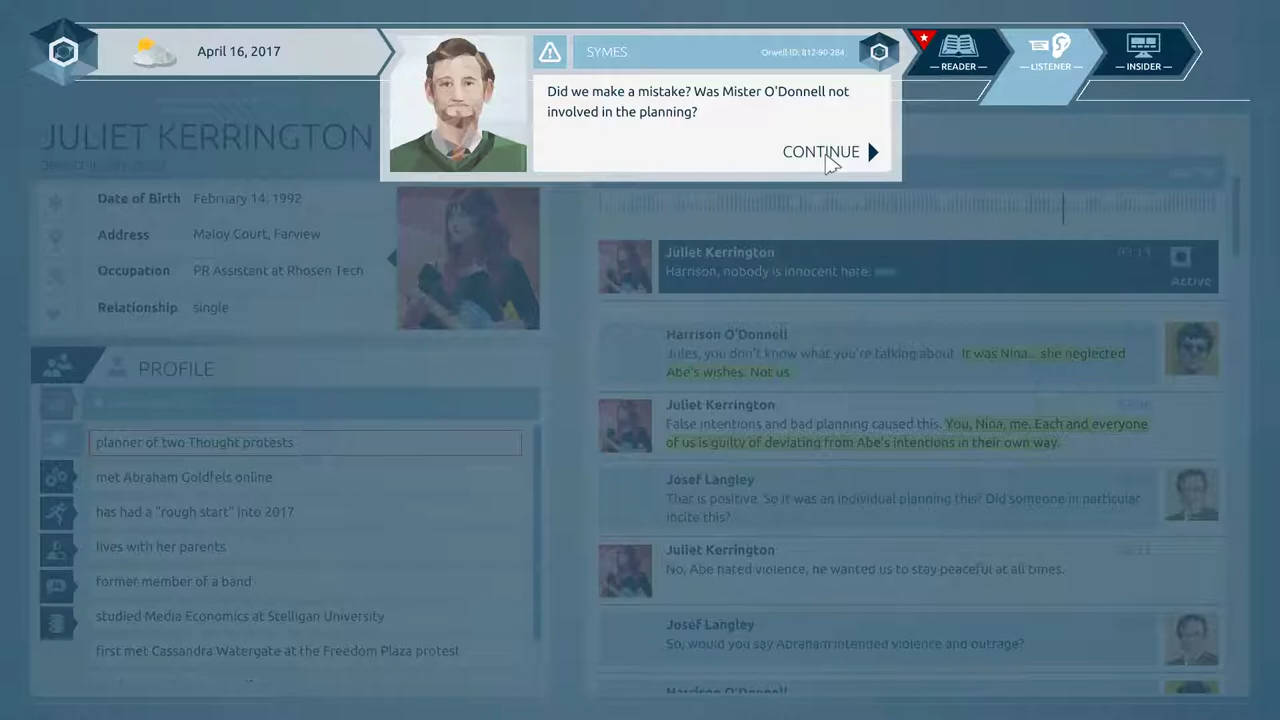 April 16, 2017
SYMES
Orwell-ID: 812-90-284
Did we make a mistake? Was Mister O'Donnell not
involved in the planning?
CONTINUE
READER
LISTENER
INSIDER
JULIET KERRINGTON
Date of Birth February 14, 1992
Address Maloy Court, Farview
Occupation PR Assistant at Rhosen Tech
Relationship single
PROFILE
planner of two Thought protests
met Abraham Goldfels online
has had a "rough start" into 2017
lives with her parents
former member of a band
studied Media Economics at Stelligan University
first met Cassandra Watergate at the Freedom Plaza protest
Juliet Kerrington
Harrison, nobody is innocent here.
Active
Harrison O'Donnell
Jules, you don't know what you're talking about. It was Nina... she neglected
Abe's wishes. Not us.
Juliet Kerrington
False intentions and bad planning caused this. You, Nina, me. Each and everyone
of us is guilty of deviating from Abe's intentions in their own way.
Josef Langley
That is positive. So it was an individual planning this? Did someone in particular
incite this?
Juliet Kerrington
No, Abe hated violence, he wanted us to stay peaceful at all times.
Josef Langley
So, would you say Abraham intended violence and outrage?
Harrison O'Donnell